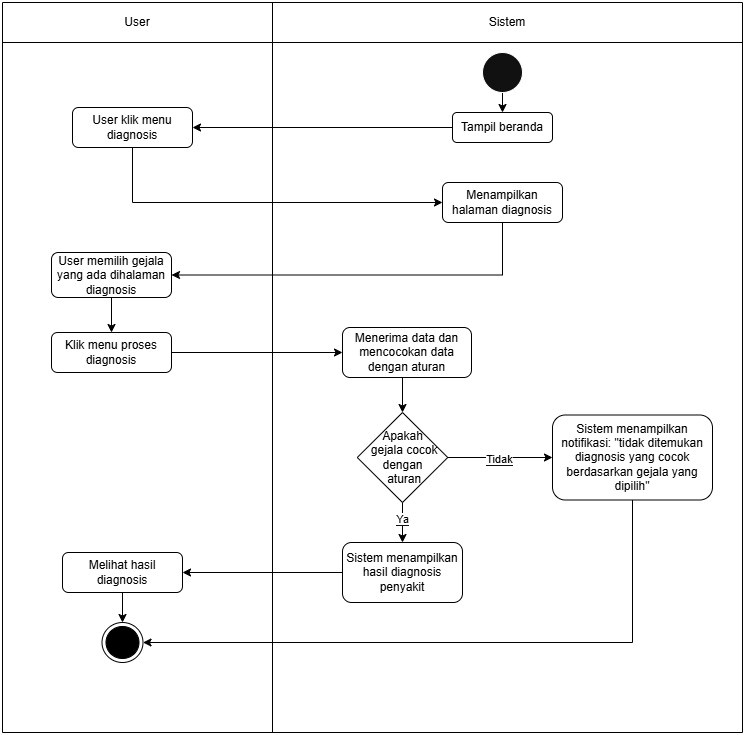 User
Sistem
Tampil beranda
User klik menu
diagnosis
Menampilkan
halaman diagnosis
User memilih gejala
yang ada dihalaman
diagnosis
Klik menu proses
diagnosis
Menerima data dan
mencocokan data
dengan aturan
Apakah
gejala cocok
dengan
aturan
Tidak
Sistem menampilkan
notifikasi: "tidak ditemukan
diagnosis yang cocok
berdasarkan gejala yang
dipilih"
Ya
Sistem menampilkan
hasil diagnosis
penyakit
Melihat hasil
diagnosis